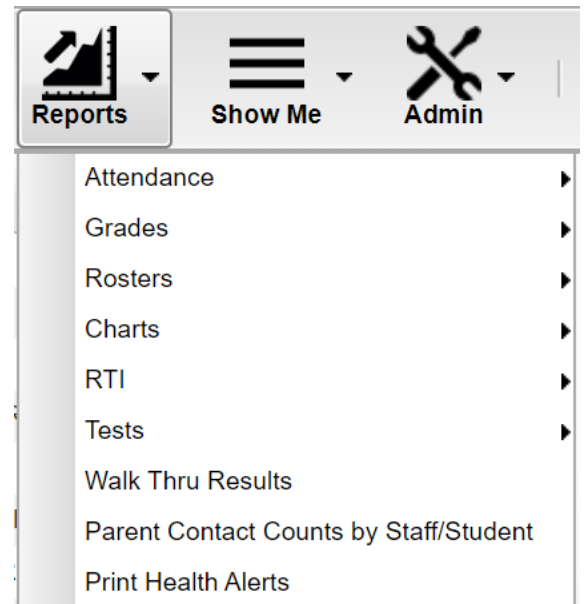 Reports Show Me Admin
Attendance
Grades
Rosters
Charts
RTI
Tests
Walk Thru Results
Parent Contact Counts by Staff/Student
Print Health Alerts